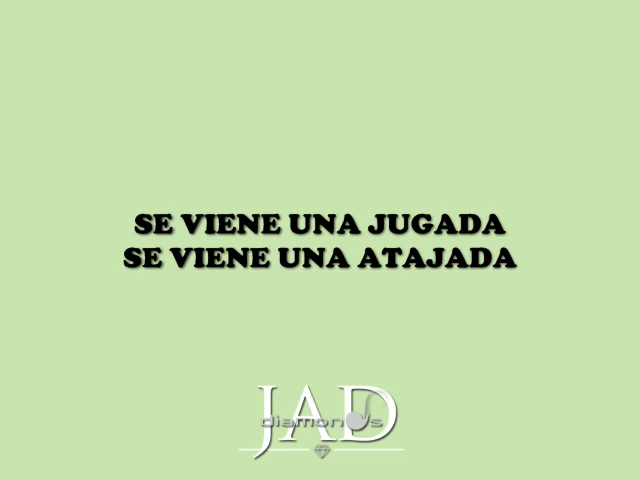 SE VIENE UNA JUGADA
SE VIENE UNA ATAJADA
JAD
diamonds